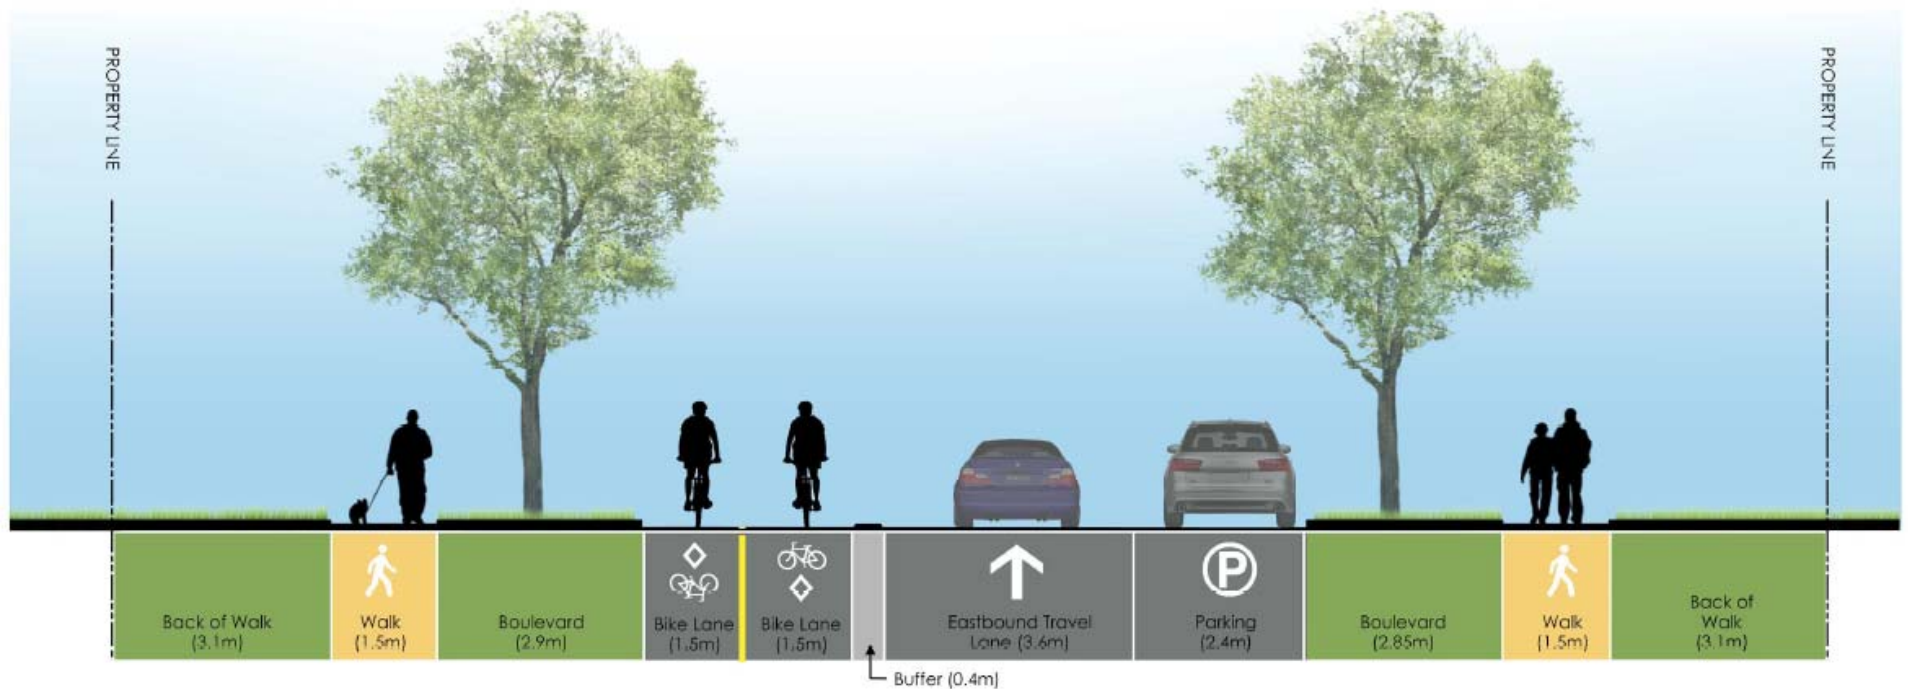 PROPERTY LINE
PROPERTY LINE
Back of Walk
(3.1m)
Walk
(1.5m)
Boulevard
(2.9m)
Bike Lane
(1.5m)
Bike Lane
(1.5m)
Eastbound Travel
Lane (3.6m)
P
Parking
(2.4m)
Boulevard
(2.85m)
Walk
(1.5m)
Back of
Walk
(3.1m)
Buffer (0.4m)